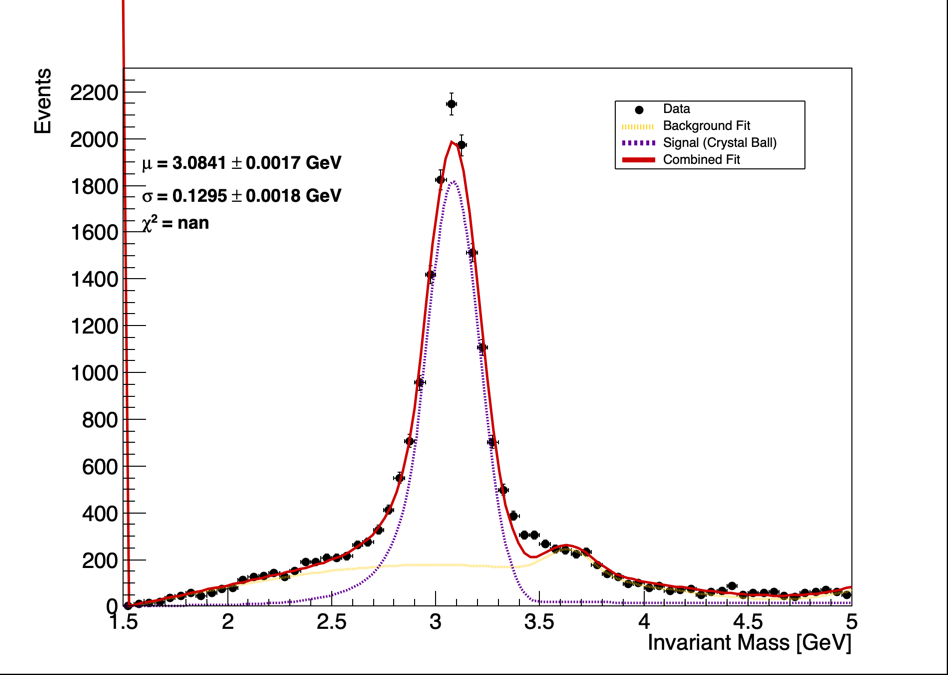 Events
2200
2000
1800
1600
1400
1200
1000
800
600
400
200
0
μ = 3.0841 ± 0.0017 GeV
σ = 0.1295 ± 0.0018 GeV
χ² = nan
Data
Background Fit
Signal (Crystal Ball)
Combined Fit
1.5 2 2.5 3 3.5 4 4.5 5
Invariant Mass [GeV]